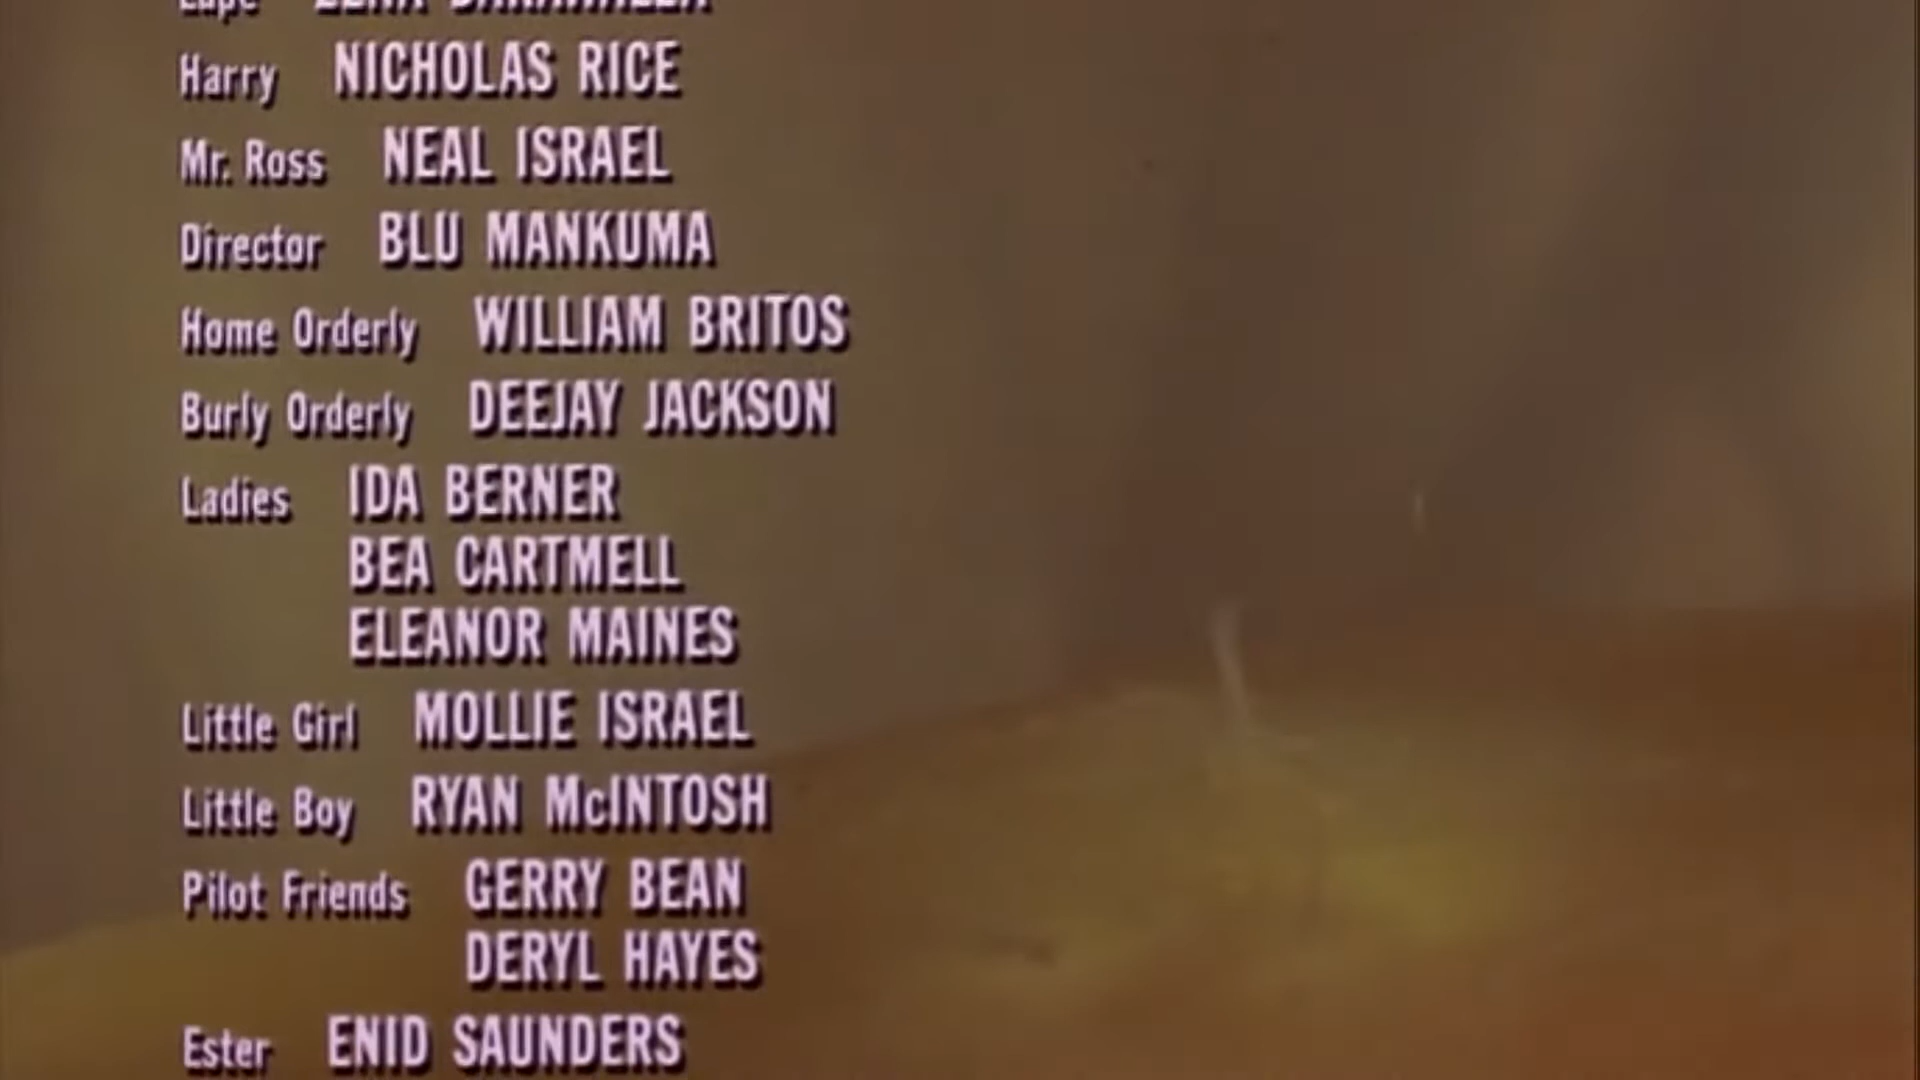 Harry NICHOLAS RICE
Mr. Ross NEAL ISRAEL
Director BLU MANKUMA
Home Orderly WILLIAM BRITOS
Burly Orderly DEEJAY JACKSON
Ladies IDA BERNER
BEA CARTMELL
ELEANOR MAINES
Little Girl MOLLIE ISRAEL
Little Boy RYAN McINTOSH
Pilot Friends GERRY BEAN
DERYL HAYES
Ester ENID SAUNDERS